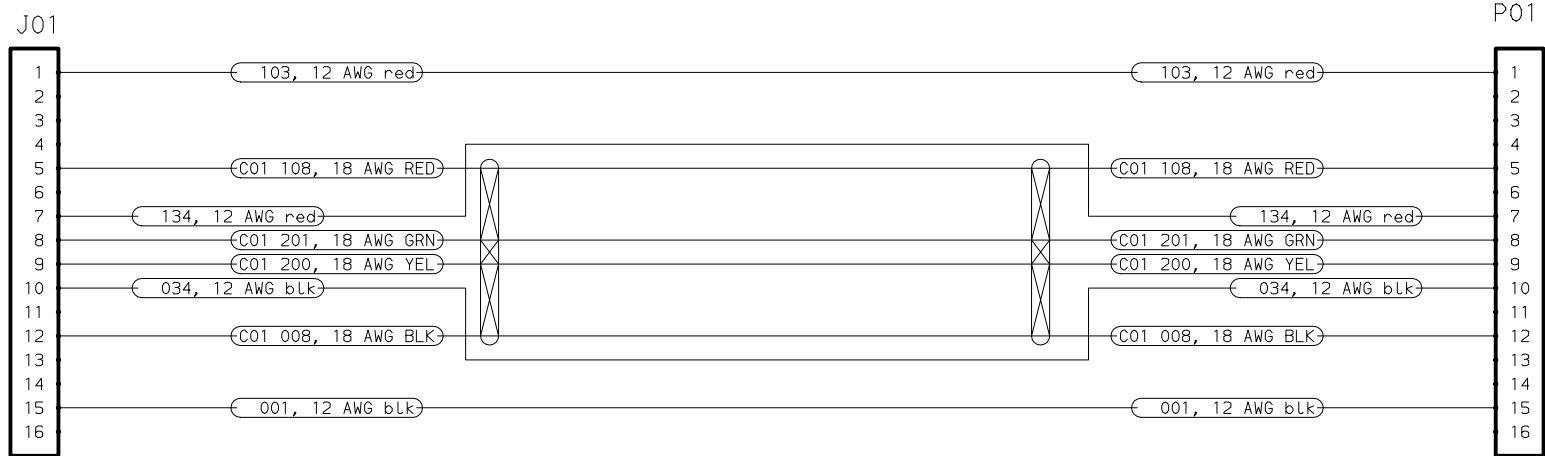 J01 P01
1 103, 12 AWG red 103, 12 AWG red 1
2 2
3 3
4 4
5 C01 108, 18 AWG RED C01 108, 18 AWG RED 5
6 6
7 134, 12 AWG red 134, 12 AWG red 7
8 C01 201, 18 AWG GRN C01 201, 18 AWG GRN 8
9 C01 200, 18 AWG YEL C01 200, 18 AWG YEL 9
10 034, 12 AWG blk 034, 12 AWG blk 10
11 11
12 C01 008, 18 AWG BLK C01 008, 18 AWG BLK 12
13 13
14 14
15 001, 12 AWG blk 001, 12 AWG blk 15
16 16